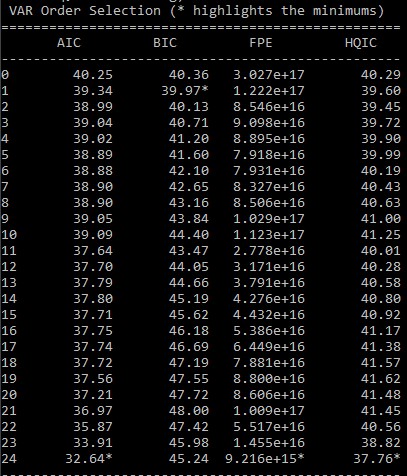 VAR Order Selection (* highlights the minimums)
==================================================
AIC BIC FPE HQIC
--------------------------------------------------
0 40.25 40.36 3.027e+17 40.29
1 39.34 39.97* 1.222e+17 39.60
2 38.99 40.13 8.546e+16 39.45
3 39.04 40.71 9.098e+16 39.72
4 39.02 41.20 8.895e+16 39.90
5 38.89 41.60 7.918e+16 39.99
6 38.88 42.10 7.931e+16 40.19
7 38.90 42.65 8.327e+16 40.43
8 38.90 43.16 8.506e+16 40.63
9 39.05 43.84 1.029e+17 41.00
10 39.09 44.40 1.123e+17 41.25
11 37.64 43.47 2.778e+16 40.01
12 37.70 44.05 3.171e+16 40.28
13 37.79 44.66 3.791e+16 40.58
14 37.80 45.19 4.276e+16 40.80
15 37.71 45.62 4.432e+16 40.92
16 37.75 46.18 5.386e+16 41.17
17 37.74 46.69 6.449e+16 41.38
18 37.72 47.19 7.881e+16 41.57
19 37.56 47.55 8.800e+16 41.62
20 37.21 47.72 8.606e+16 41.48
21 36.97 48.00 1.009e+17 41.45
22 35.87 47.42 5.517e+16 40.56
23 33.91 45.98 1.455e+16 38.82
24 32.64* 45.24 9.216e+15* 37.76*
--------------------------------------------------